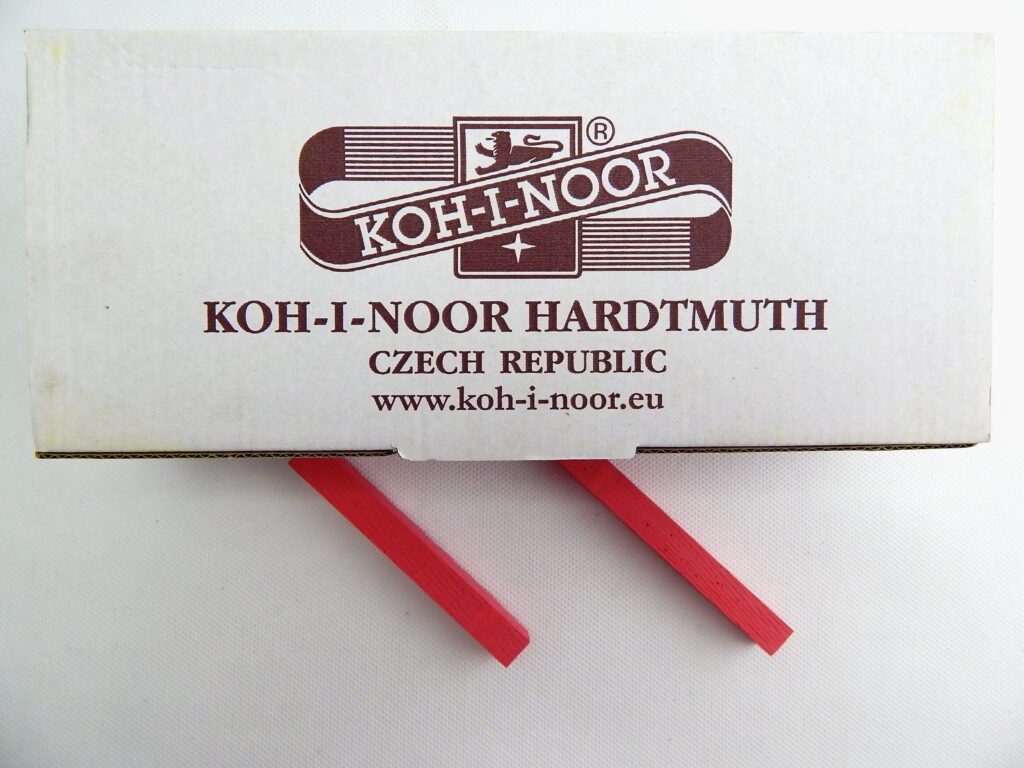 ®
KOH-I-NOOR
KOH-I-NOOR HARDTMUTH
CZECH REPUBLIC
www.koh-i-noor.eu